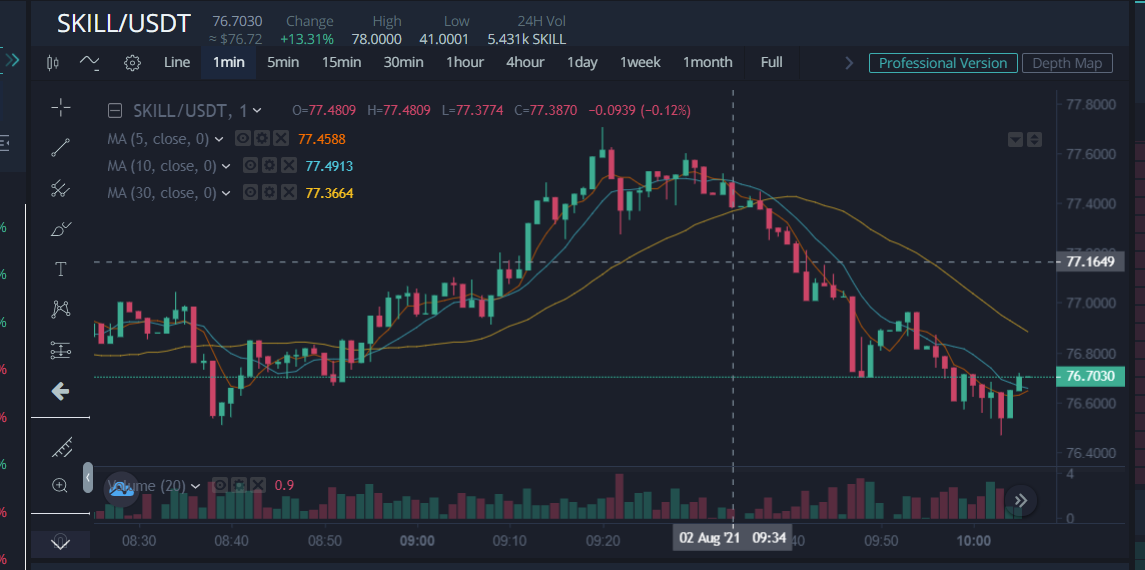 SKILL/USDT 76.7030 Change High Low 24H Vol
≈ $76.72 +13.31% 78.0000 41.0001 5.431k SKILL
Line 1min 5min 15min 30min 1hour 4hour 1day 1week 1month Full Professional Version Depth Map
SKILL/USDT, 1 O=77.4809 H=77.4809 L=77.3774 C=77.3870 −0.0939 (−0.12%)
MA (5, close, 0) 77.4588
MA (10, close, 0) 77.4913
MA (30, close, 0) 77.3664
77.8000
77.6000
77.4000
77.1649
77.0000
76.8000
76.7030
76.6000
76.4000
Volume (20) 0.9
4
0
08:30 08:40 08:50 09:00 09:10 09:20 02 Aug '21 09:34 09:50 10:00
%
%
%
%
%
%
%
%